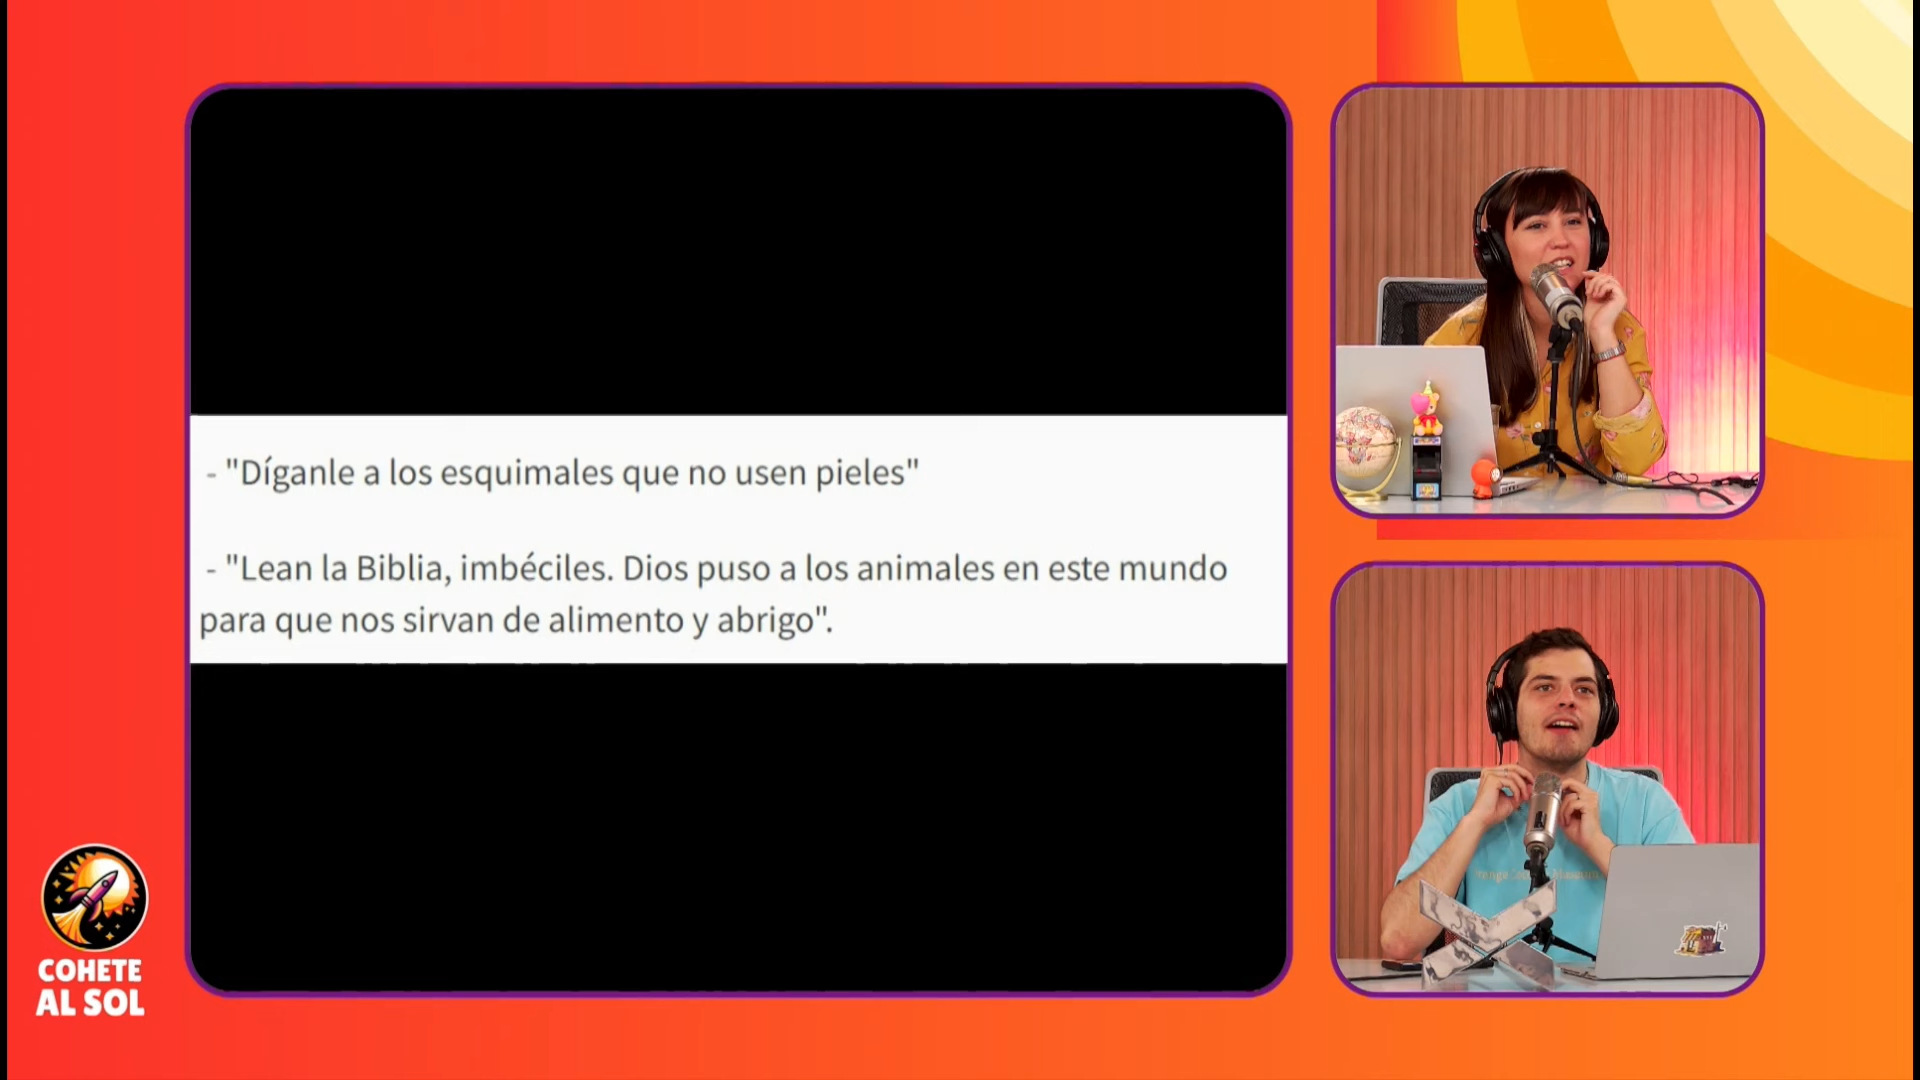 - "Díganle a los esquimales que no usen pieles"
- "Lean la Biblia, imbéciles. Dios puso a los animales en este mundo
para que nos sirvan de alimento y abrigo".
COHETE
AL SOL